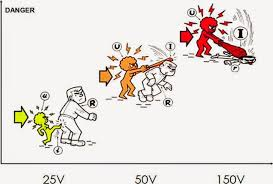 DANGER
U I
U I
R r
u R
i
25V 50V 150V